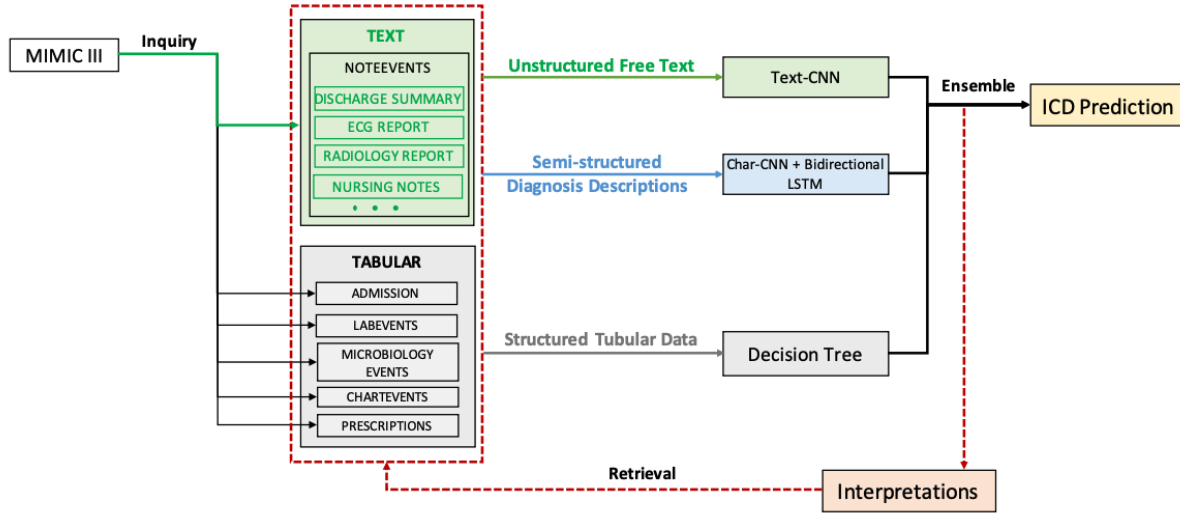 MIMIC III
Inquiry
TEXT
NOTEEVENTS
DISCHARGE SUMMARY
ECG REPORT
RADIOLOGY REPORT
NURSING NOTES
Unstructured Free Text
Semi-structured
Diagnosis Descriptions
Text-CNN
Char-CNN + Bidirectional
LSTM
Ensemble
ICD Prediction
TABULAR
ADMISSION
LABEVENTS
MICROBIOLOGY
EVENTS
CHARTEVENTS
PRESCRIPTIONS
Structured Tubular Data
Decision Tree
Retrieval
Interpretations